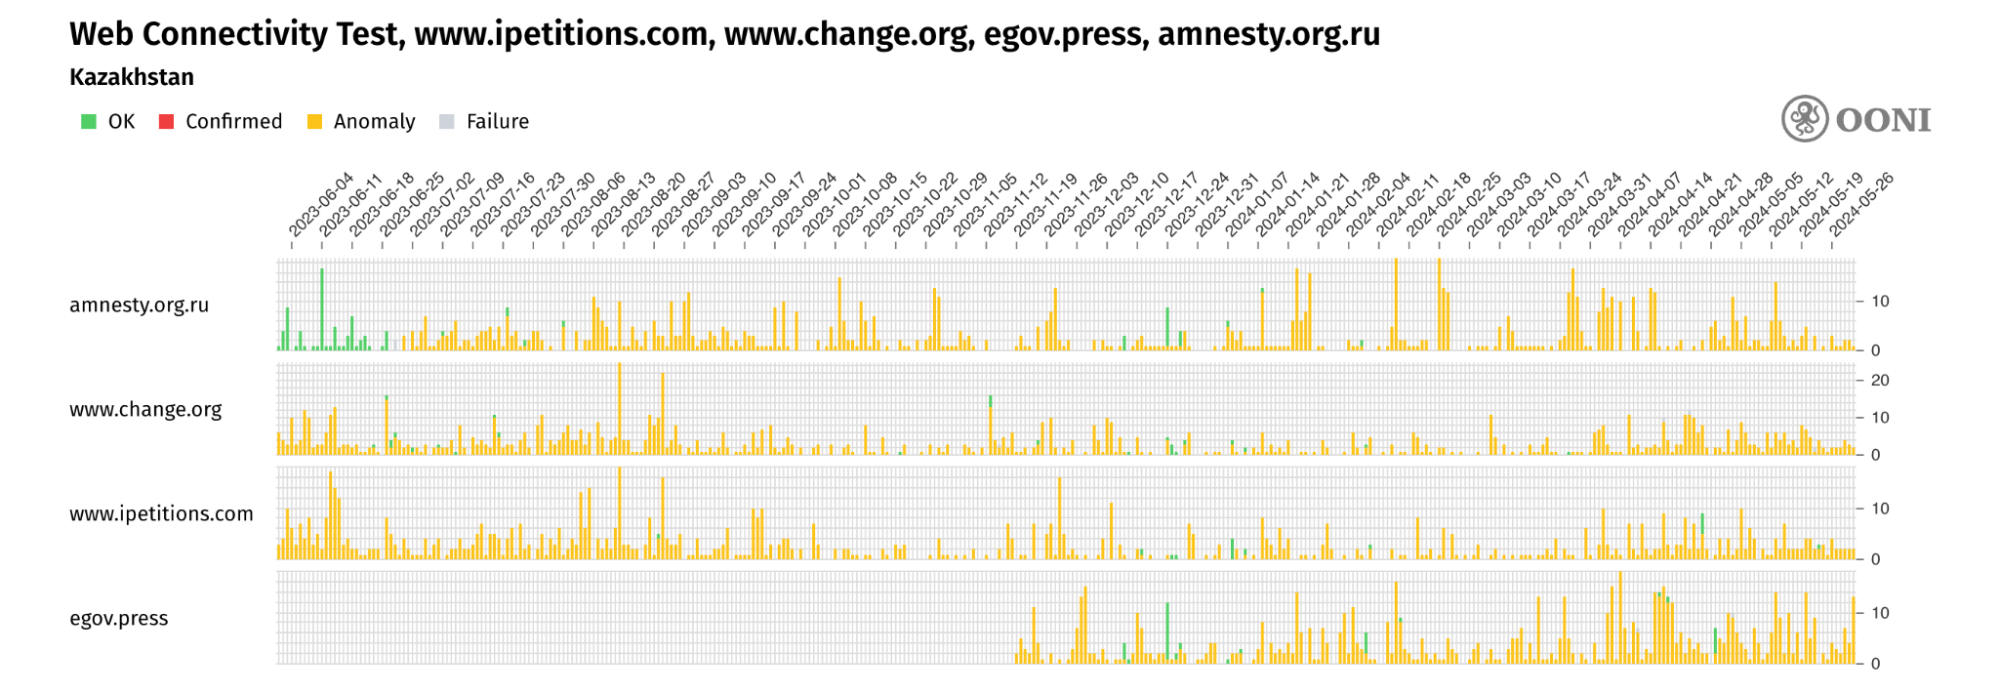 Web Connectivity Test, www.ipetitions.com, www.change.org, egov.press, amnesty.org.ru
Kazakhstan
OK Confirmed Anomaly Failure
OONI
2023-06-04 2023-06-11 2023-06-18 2023-06-25 2023-07-02 2023-07-09 2023-07-16 2023-07-23 2023-07-30 2023-08-06 2023-08-13 2023-08-20 2023-08-27 2023-09-03 2023-09-10 2023-09-17 2023-09-24 2023-10-01 2023-10-08 2023-10-15 2023-10-22 2023-10-29 2023-11-05 2023-11-12 2023-11-19 2023-11-26 2023-12-03 2023-12-10 2023-12-17 2023-12-24 2023-12-31 2024-01-07 2024-01-14 2024-01-21 2024-01-28 2024-02-04 2024-02-11 2024-02-18 2024-02-25 2024-03-03 2024-03-10 2024-03-17 2024-03-24 2024-03-31 2024-04-07 2024-04-14 2024-04-21 2024-04-28 2024-05-05 2024-05-12 2024-05-19 2024-05-26
amnesty.org.ru 10
0
20
www.change.org 10
0
www.ipetitions.com 10
0
egov.press 10
0